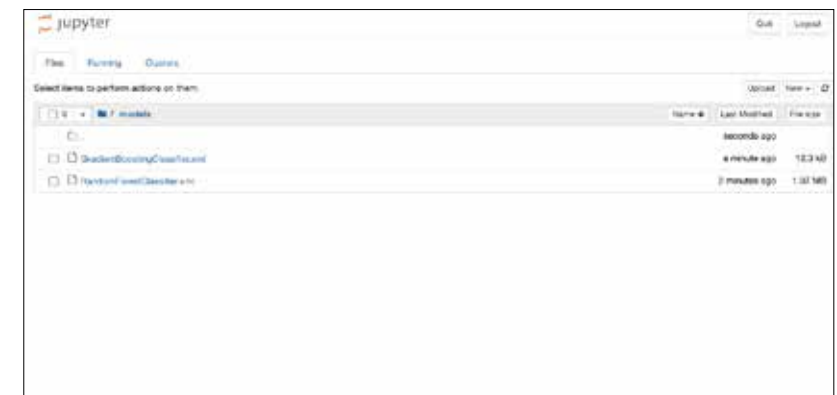 jupyter
Quit Logout
Files Running Clusters
Select items to perform actions on them.
Upload New
0 / models
Name Last Modified File size
..
seconds ago
GradientBoostingClassifier.xml a minute ago
RandomForestClassifier.xml 2 minutes ago